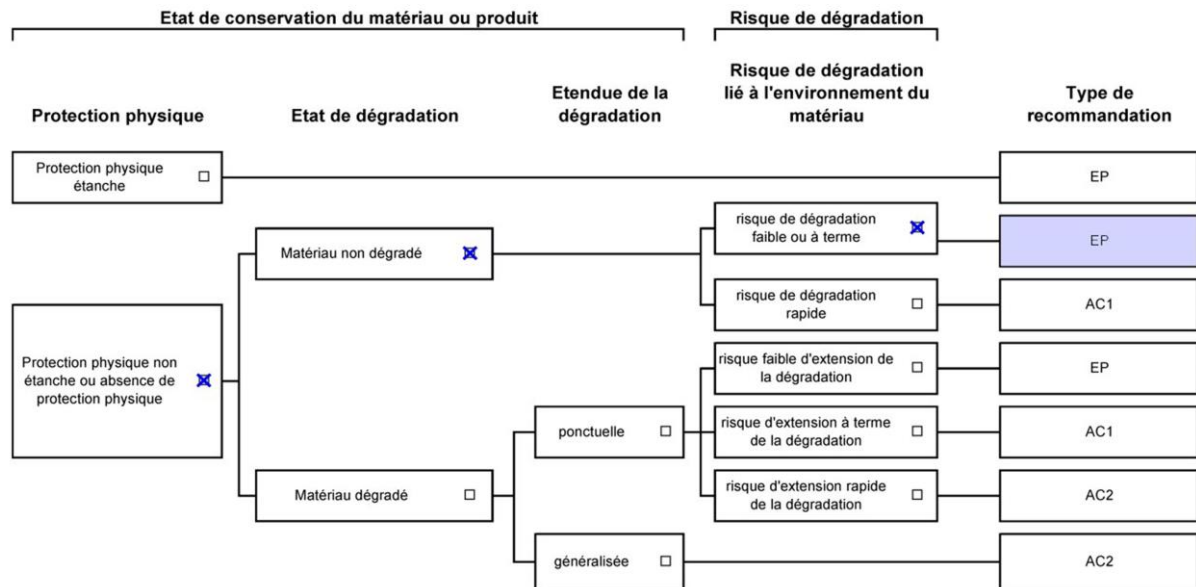 Etat de conservation du matériau ou produit
Risque de dégradation
Protection physique
Etat de dégradation
Etendue de la
dégradation
Risque de dégradation
lié à l'environnement du
matériau
Type de
recommandation
Protection physique
étanche
EP
risque de dégradation
faible ou à terme
EP
Matériau non dégradé
risque de dégradation
rapide
AC1
Protection physique non
étanche ou absence de
protection physique
risque faible d'extension de
la dégradation
EP
ponctuelle
risque d'extension à terme
de la dégradation
AC1
Matériau dégradé
risque d'extension rapide
de la dégradation
AC2
généralisée
AC2